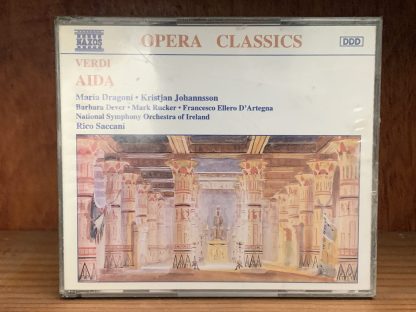 NAXOS
OPERA CLASSICS
DDD
VERDI
AIDA
Maria Dragoni • Kristjan Johannsson
Barbara Dever • Mark Rucker • Francesco Ellero D'Artegna
National Symphony Orchestra of Ireland
Rico Saccani